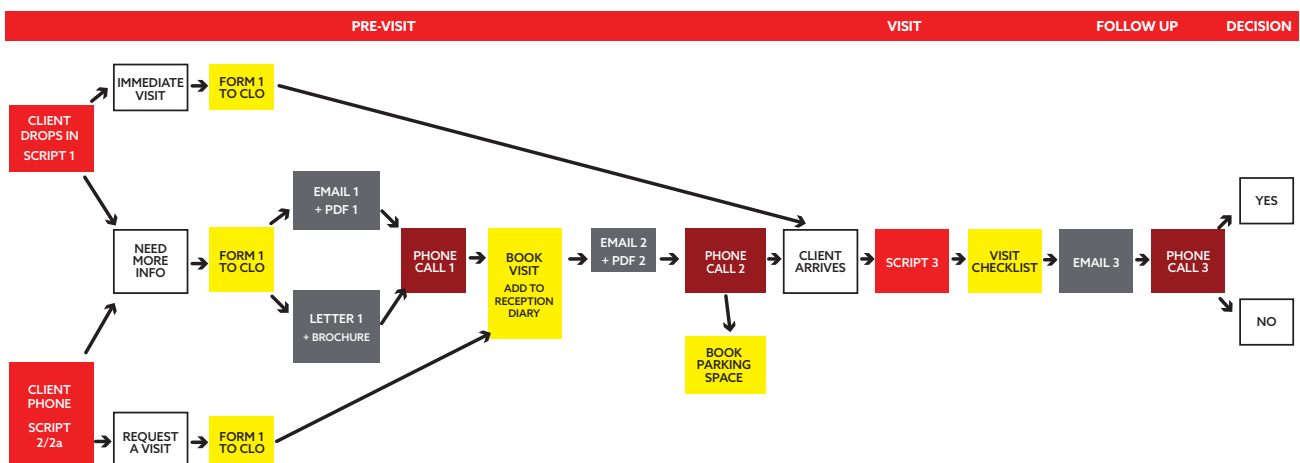 PRE-VISIT
VISIT
FOLLOW UP
DECISION
IMMEDIATE
VISIT
FORM 1
TO CLO
CLIENT
DROPS IN
SCRIPT 1
EMAIL 1
+ PDF 1
YES
NEED
MORE
INFO
FORM 1
TO CLO
PHONE
CALL 1
BOOK
VISIT
ADD TO
RECEPTION
DIARY
EMAIL 2
+ PDF 2
PHONE
CALL 2
CLIENT
ARRIVES
SCRIPT 3
VISIT
CHECKLIST
EMAIL 3
PHONE
CALL 3
LETTER 1
+ BROCHURE
NO
BOOK
PARKING
SPACE
CLIENT
PHONE
SCRIPT
2/2a
REQUEST
A VISIT
FORM 1
TO CLO